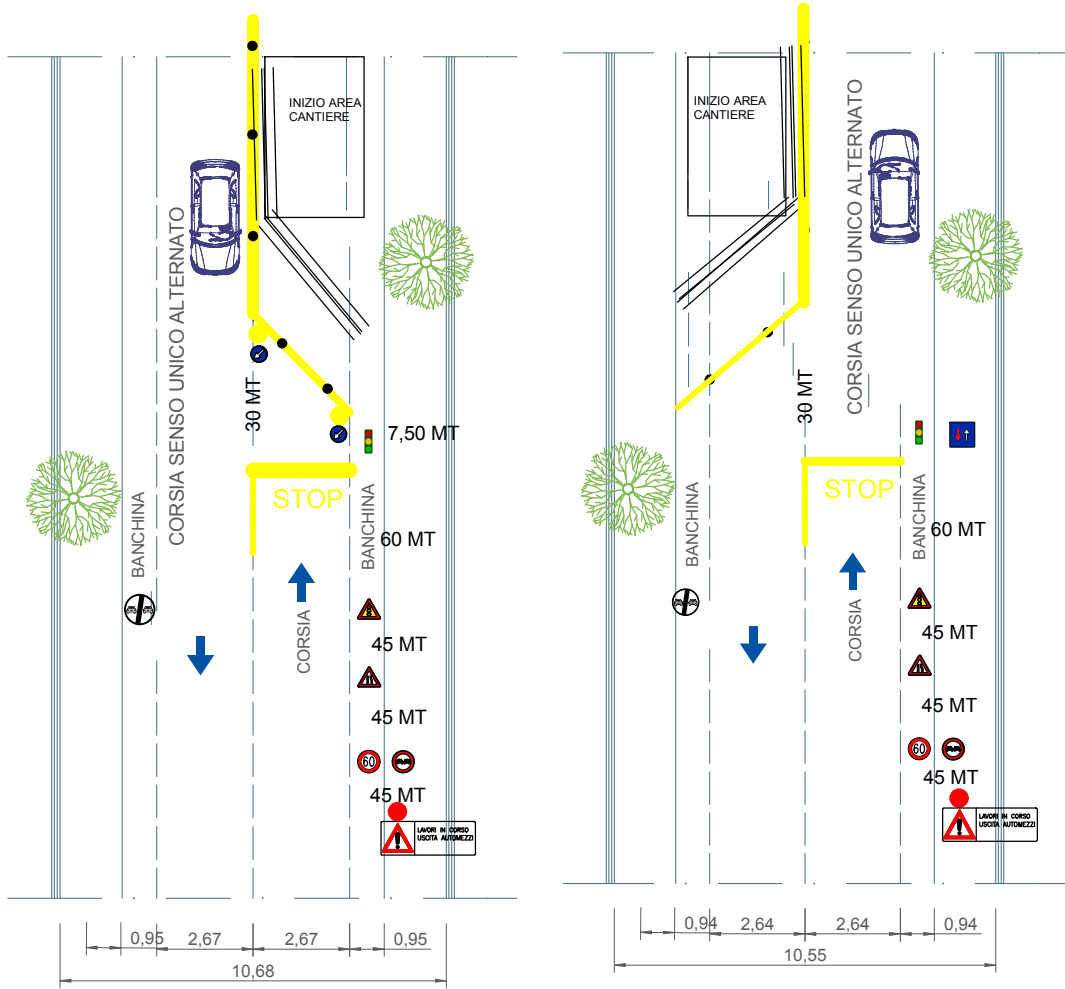 INIZIO AREA
CANTIERE
CORSIA SENSO UNICO ALTERNATO
30 MT
7,50 MT
STOP
BANCHINA
BANCHINA
60 MT
CORSIA
45 MT
45 MT
60
45 MT
LAVORI IN CORSO
USCITA AUTOMEZZI
0,95
2,67
2,67
0,95
10,68
INIZIO AREA
CANTIERE
CORSIA SENSO UNICO ALTERNATO
30 MT
STOP
BANCHINA
BANCHINA
60 MT
CORSIA
45 MT
45 MT
60
45 MT
LAVORI IN CORSO
USCITA AUTOMEZZI
0,94
2,64
2,64
0,94
10,55